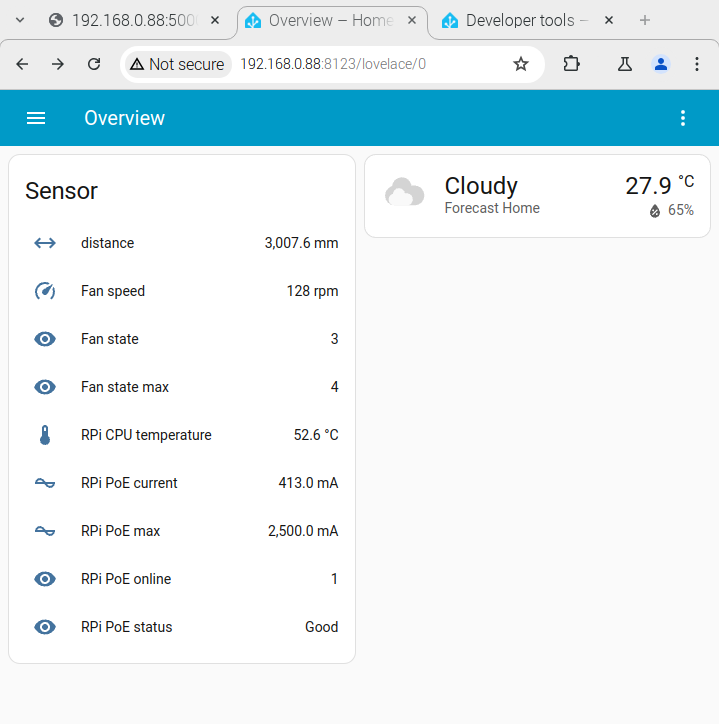 192.168.0.88:500
Overview – Home
Developer tools –
Not secure
192.168.0.88:8123/lovelace/0
Overview
Sensor
distance 3,007.6 mm
Fan speed 128 rpm
Fan state 3
Fan state max 4
RPi CPU temperature 52.6 °C
RPi PoE current 413.0 mA
RPi PoE max 2,500.0 mA
RPi PoE online 1
RPi PoE status Good
Cloudy 27.9 °C
Forecast Home 65%